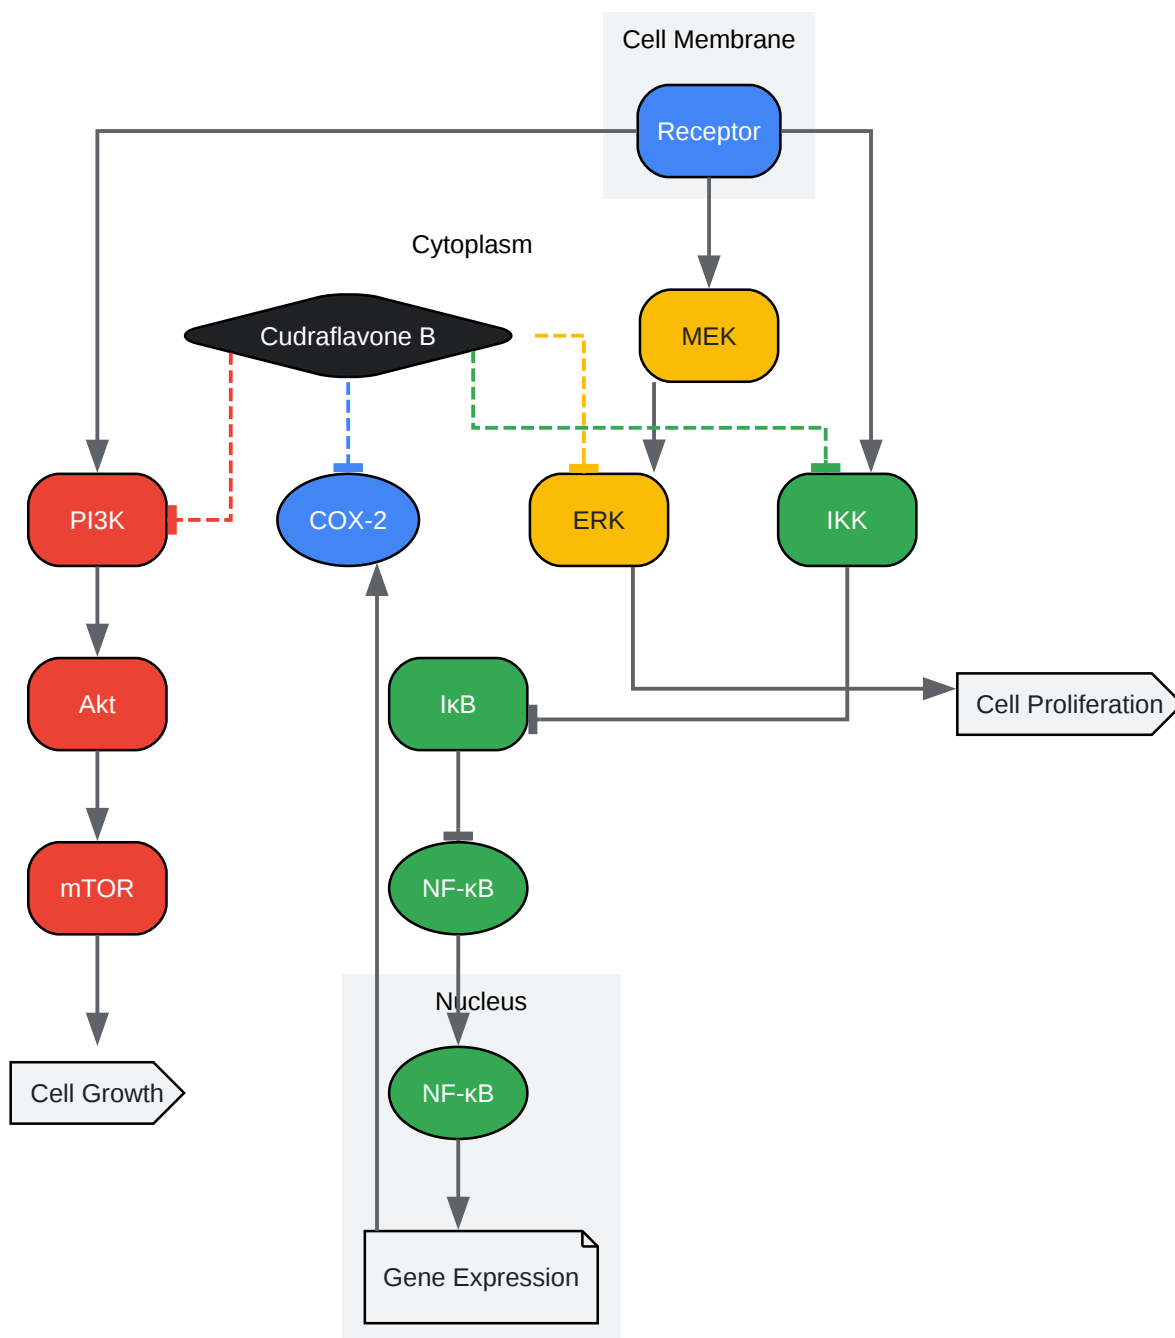 Cell Membrane
Receptor
Cytoplasm
Cudraflavone B
MEK
PI3K
COX-2
ERK
IKK
Akt
IκB
Cell Proliferation
mTOR
NF-κB
Nucleus
Cell Growth
NF-κB
Gene Expression